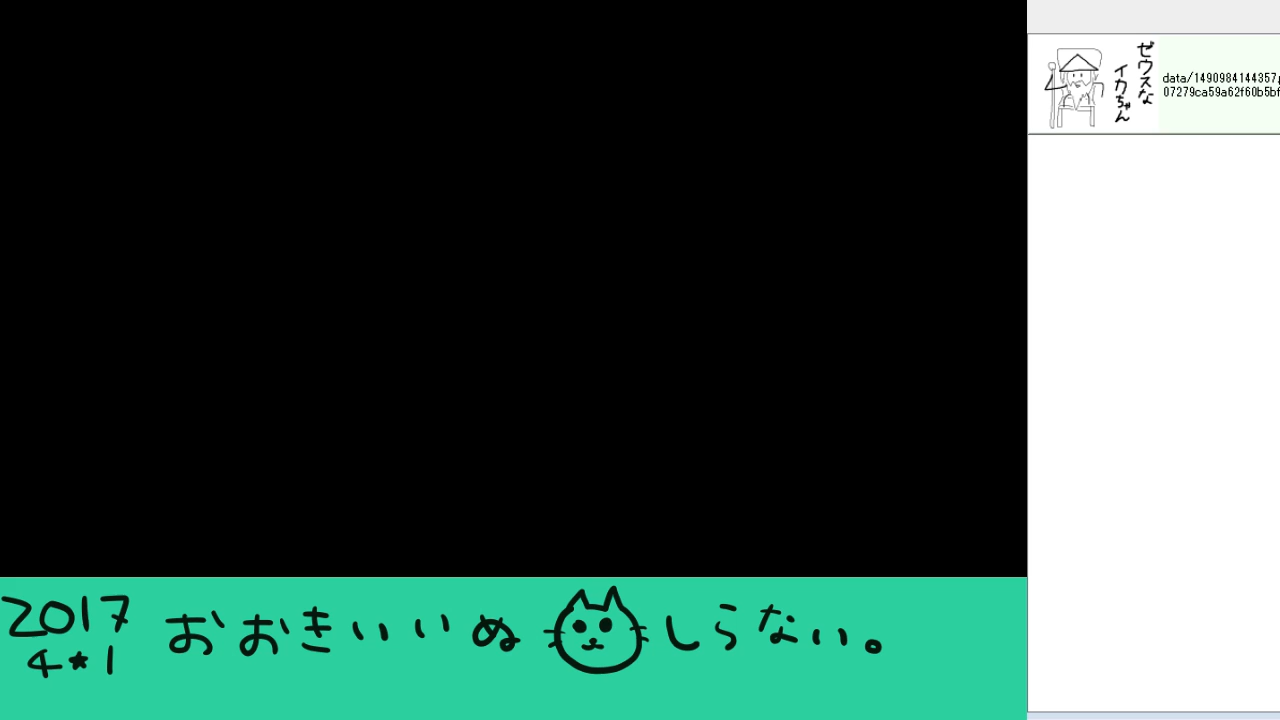 ゼウスな
イカちゃん
data/1490984144357
07279ca59a62f60b5bf
2017
4★1
おおきいいぬ
しらない。